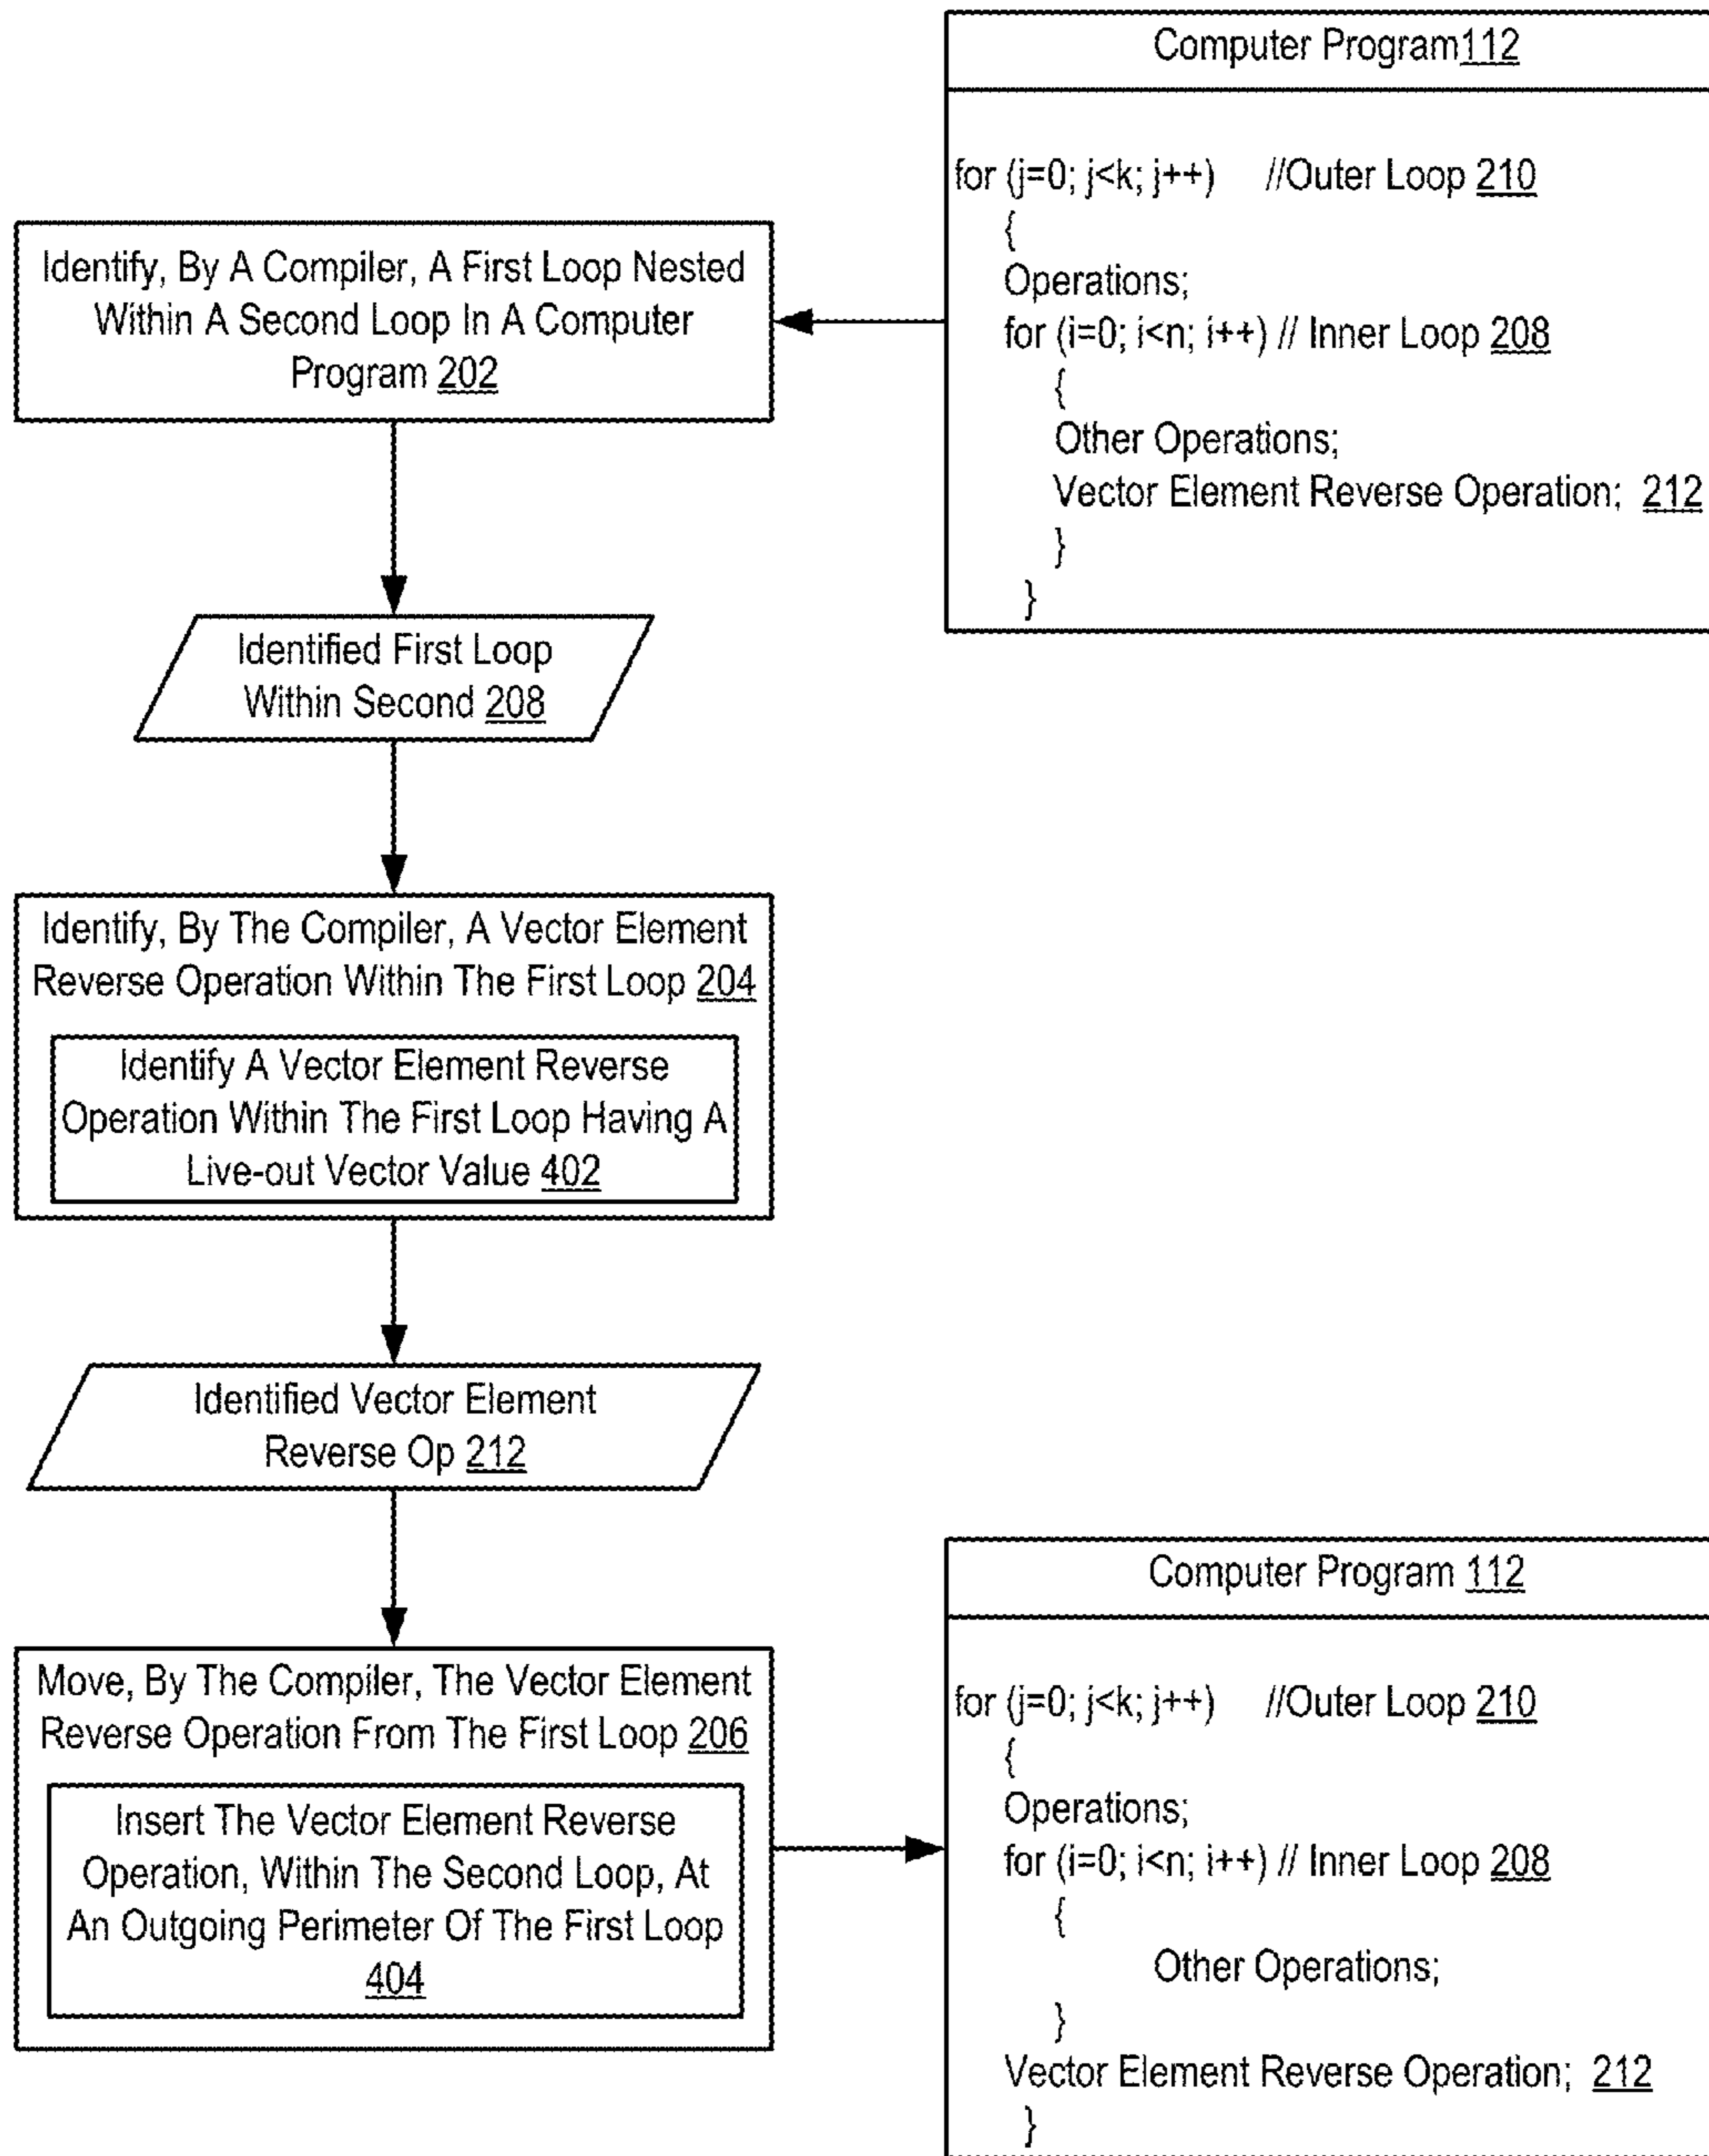 Computer Program112
for (j=0; j<k; j++) //Outer Loop 210
{
Operations;
for (i=0; i<n; i++) // Inner Loop 208
{
Other Operations;
Vector Element Reverse Operation; 212
}
}
Identify, By A Compiler, A First Loop Nested
Within A Second Loop In A Computer
Program 202
Identified First Loop
Within Second 208
Identify, By The Compiler, A Vector Element
Reverse Operation Within The First Loop 204
Identify A Vector Element Reverse
Operation Within The First Loop Having A
Live-out Vector Value 402
Identified Vector Element
Reverse Op 212
Move, By The Compiler, The Vector Element
Reverse Operation From The First Loop 206
Insert The Vector Element Reverse
Operation, Within The Second Loop, At
An Outgoing Perimeter Of The First Loop
404
Computer Program 112
for (j=0; j<k; j++) //Outer Loop 210
{
Operations;
for (i=0; i<n; i++) // Inner Loop 208
{
Other Operations;
}
Vector Element Reverse Operation; 212
}